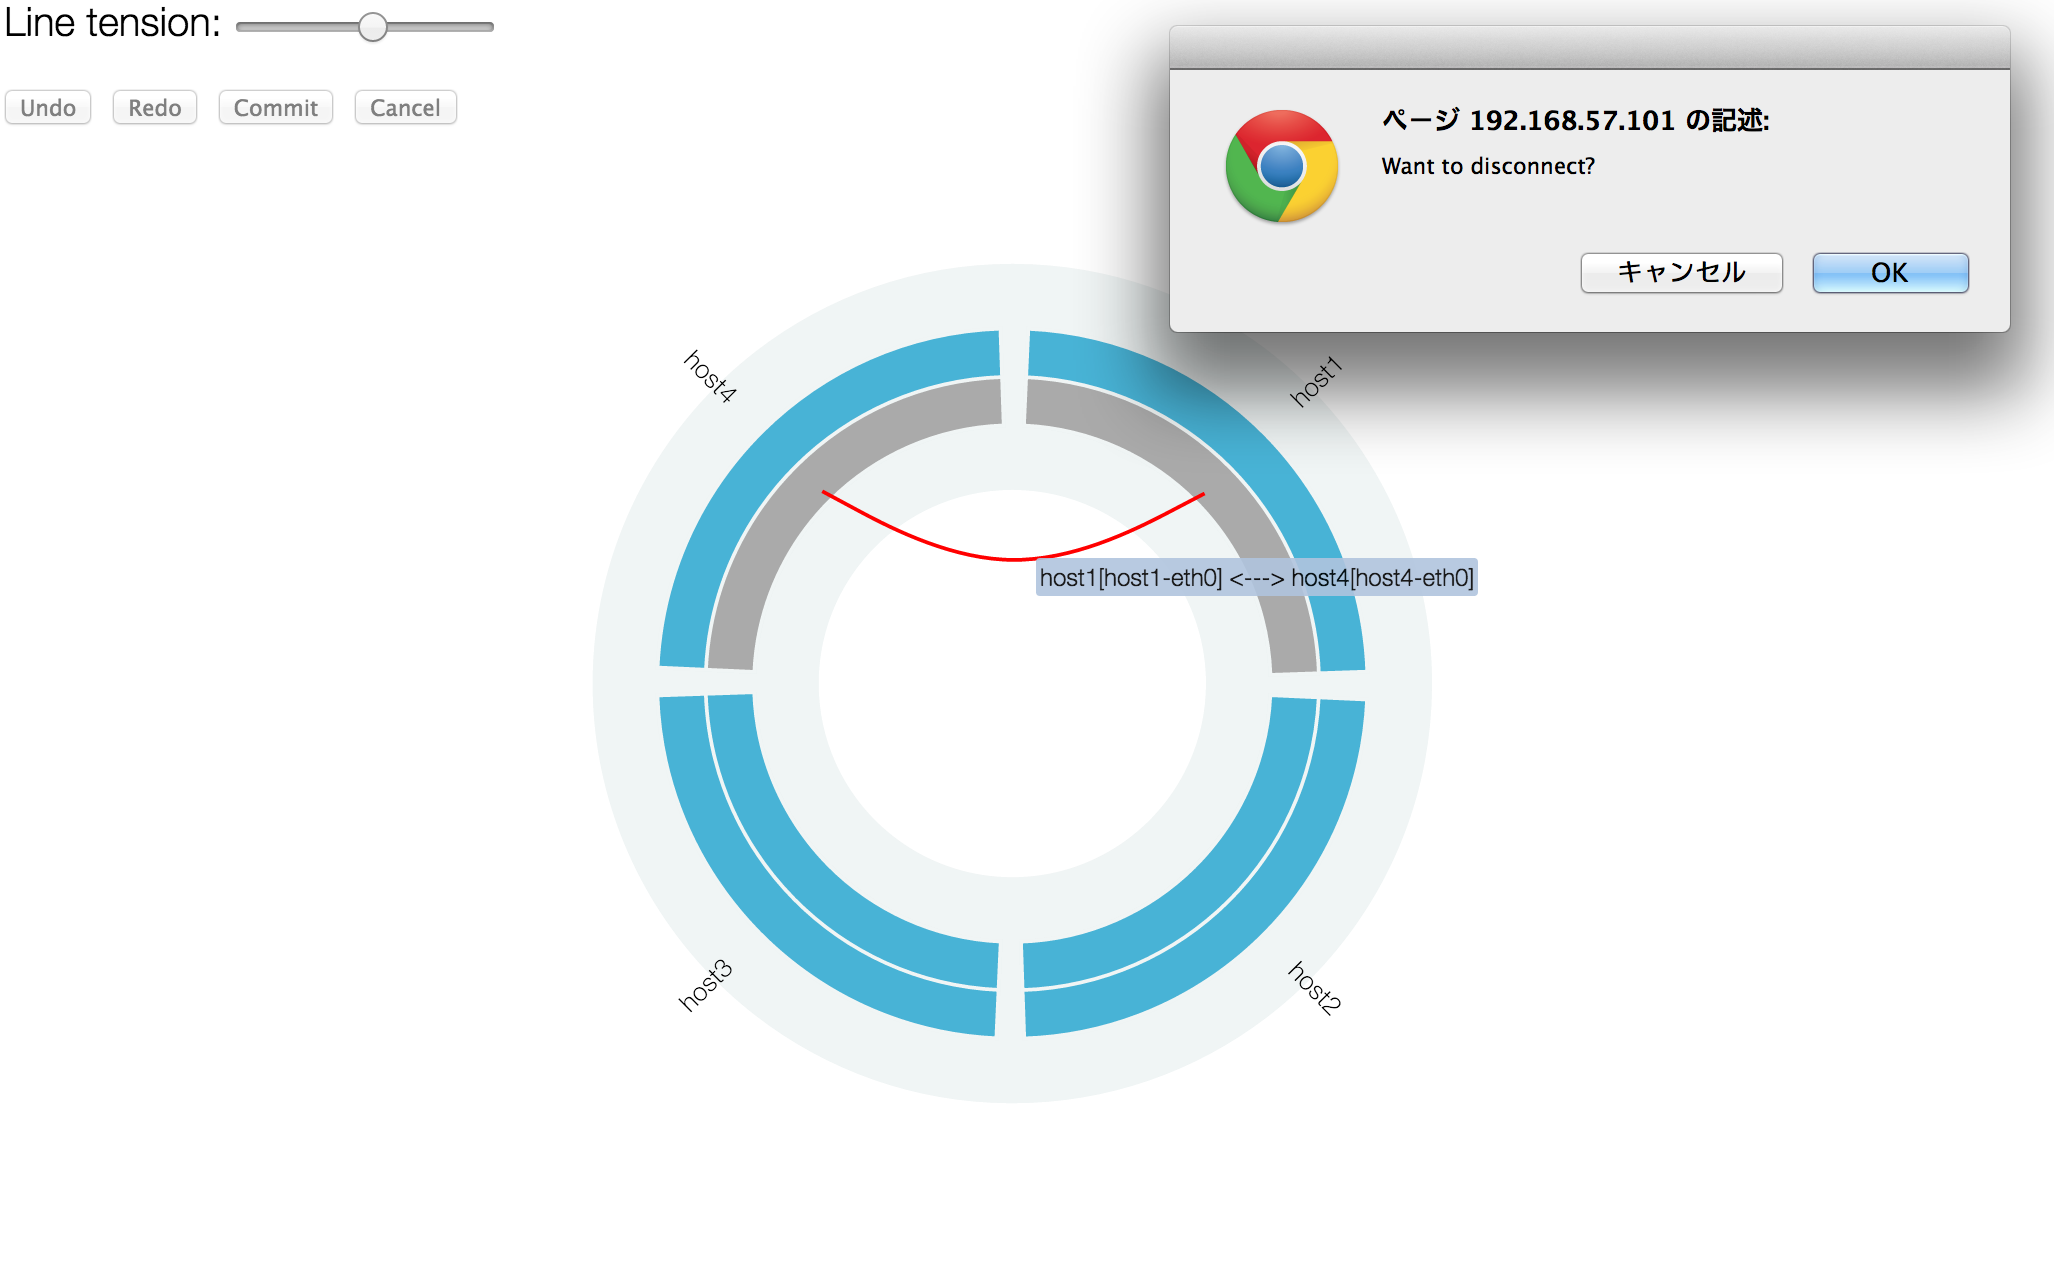 Line tension:
Undo Redo Commit Cancel
ページ 192.168.57.101 の記述:
Want to disconnect?
キャンセル OK
host4
host1
host1[host1-eth0] <---> host4[host4-eth0]
host3
host2